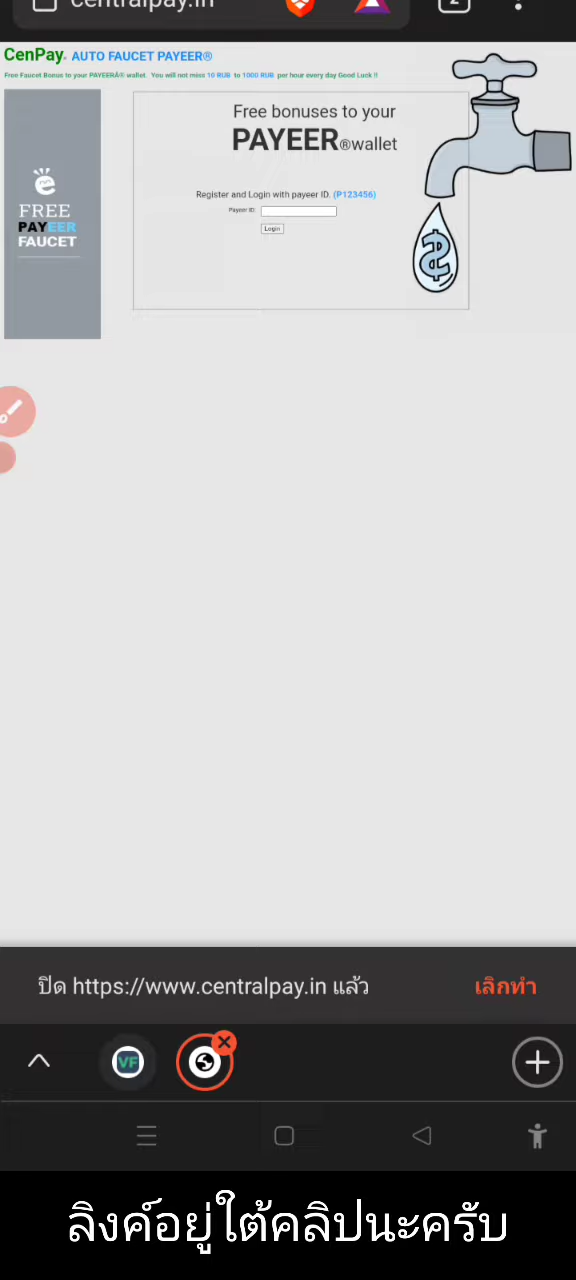 centralpay.in
2
CenPay. AUTO FAUCET PAYEER®
Free Faucet Bonus to your PAYEERÂ® wallet. You will not miss 10 RUB to 1000 RUB per hour every day Good Luck !!
Free bonuses to your
PAYEER®wallet
Register and Login with payeer ID. (P123456)
Payeer ID:
Login
FREE
PAYEER
FAUCET
ปิด https://www.centralpay.in แล้ว
เลิกทำ
VF
ลิงค์อยู่ใต้คลิปนะครับ